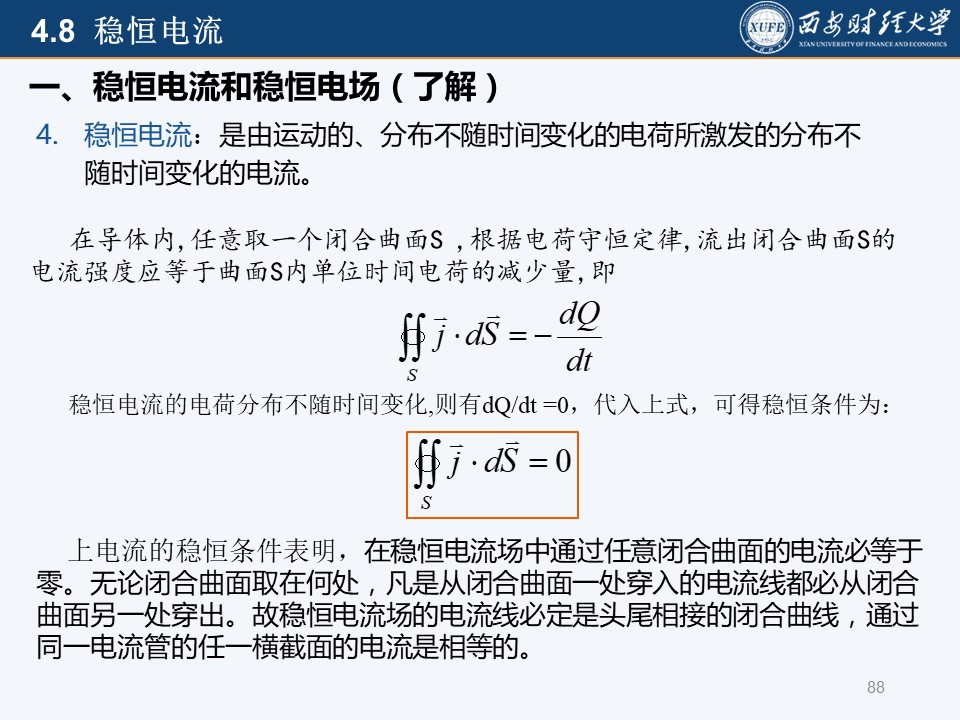 4.8 稳恒电流
XUFE
西安财经大学
XI'AN UNIVERSITY OF FINANCE AND ECONOMICS
一、稳恒电流和稳恒电场（了解）
4. 稳恒电流：是由运动的、分布不随时间变化的电荷所激发的分布不
随时间变化的电流。
在导体内,任意取一个闭合曲面S ,根据电荷守恒定律,流出闭合曲面S的
电流强度应等于曲面S内单位时间电荷的减少量,即
∯_S j⃗ · dS⃗ = − dQ/dt
稳恒电流的电荷分布不随时间变化,则有dQ/dt =0，代入上式，可得稳恒条件为：
∯_S j⃗ · dS⃗ = 0
上电流的稳恒条件表明，在稳恒电流场中通过任意闭合曲面的电流必等于
零。无论闭合曲面取在何处，凡是从闭合曲面一处穿入的电流线都必从闭合
曲面另一处穿出。故稳恒电流场的电流线必定是头尾相接的闭合曲线，通过
同一电流管的任一横截面的电流是相等的。
88